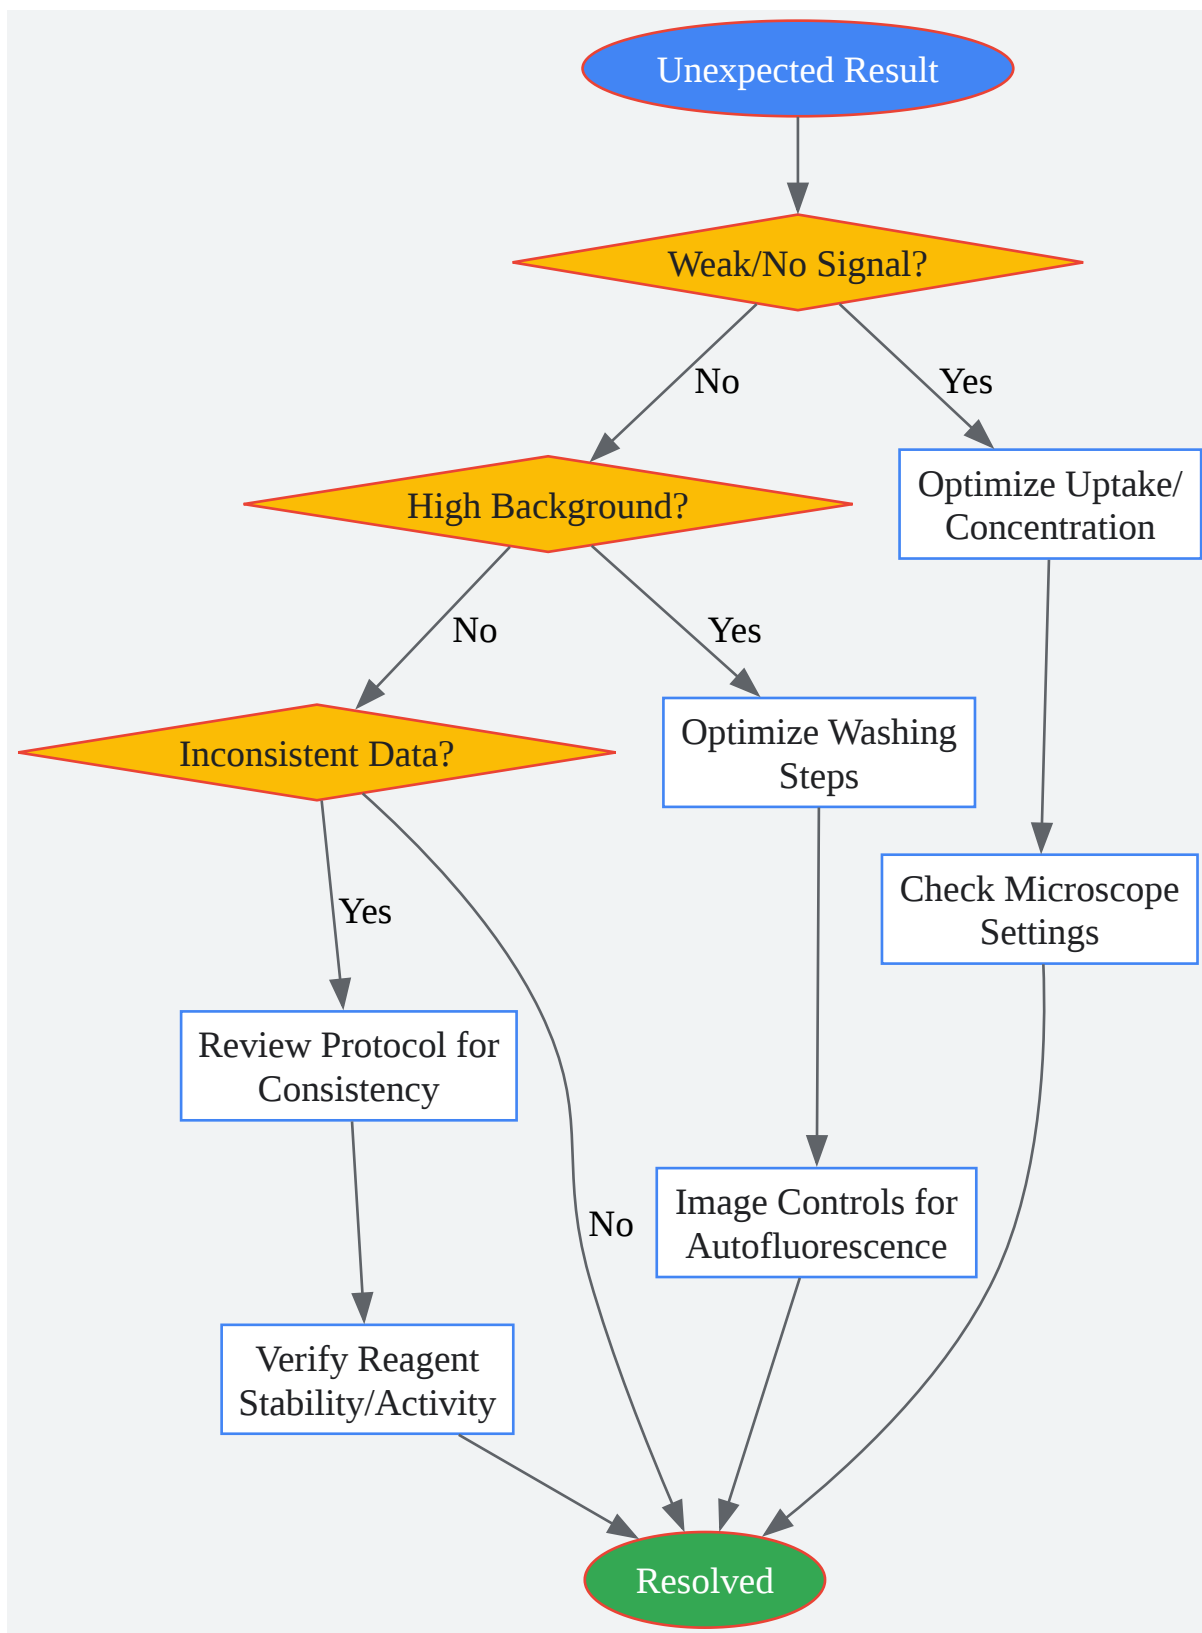 Unexpected Result
Weak/No Signal?
No
Yes
High Background?
Optimize Uptake/
Concentration
No
Yes
Inconsistent Data?
Optimize Washing
Steps
Check Microscope
Settings
Yes
Review Protocol for
Consistency
No
Image Controls for
Autofluorescence
Verify Reagent
Stability/Activity
Resolved